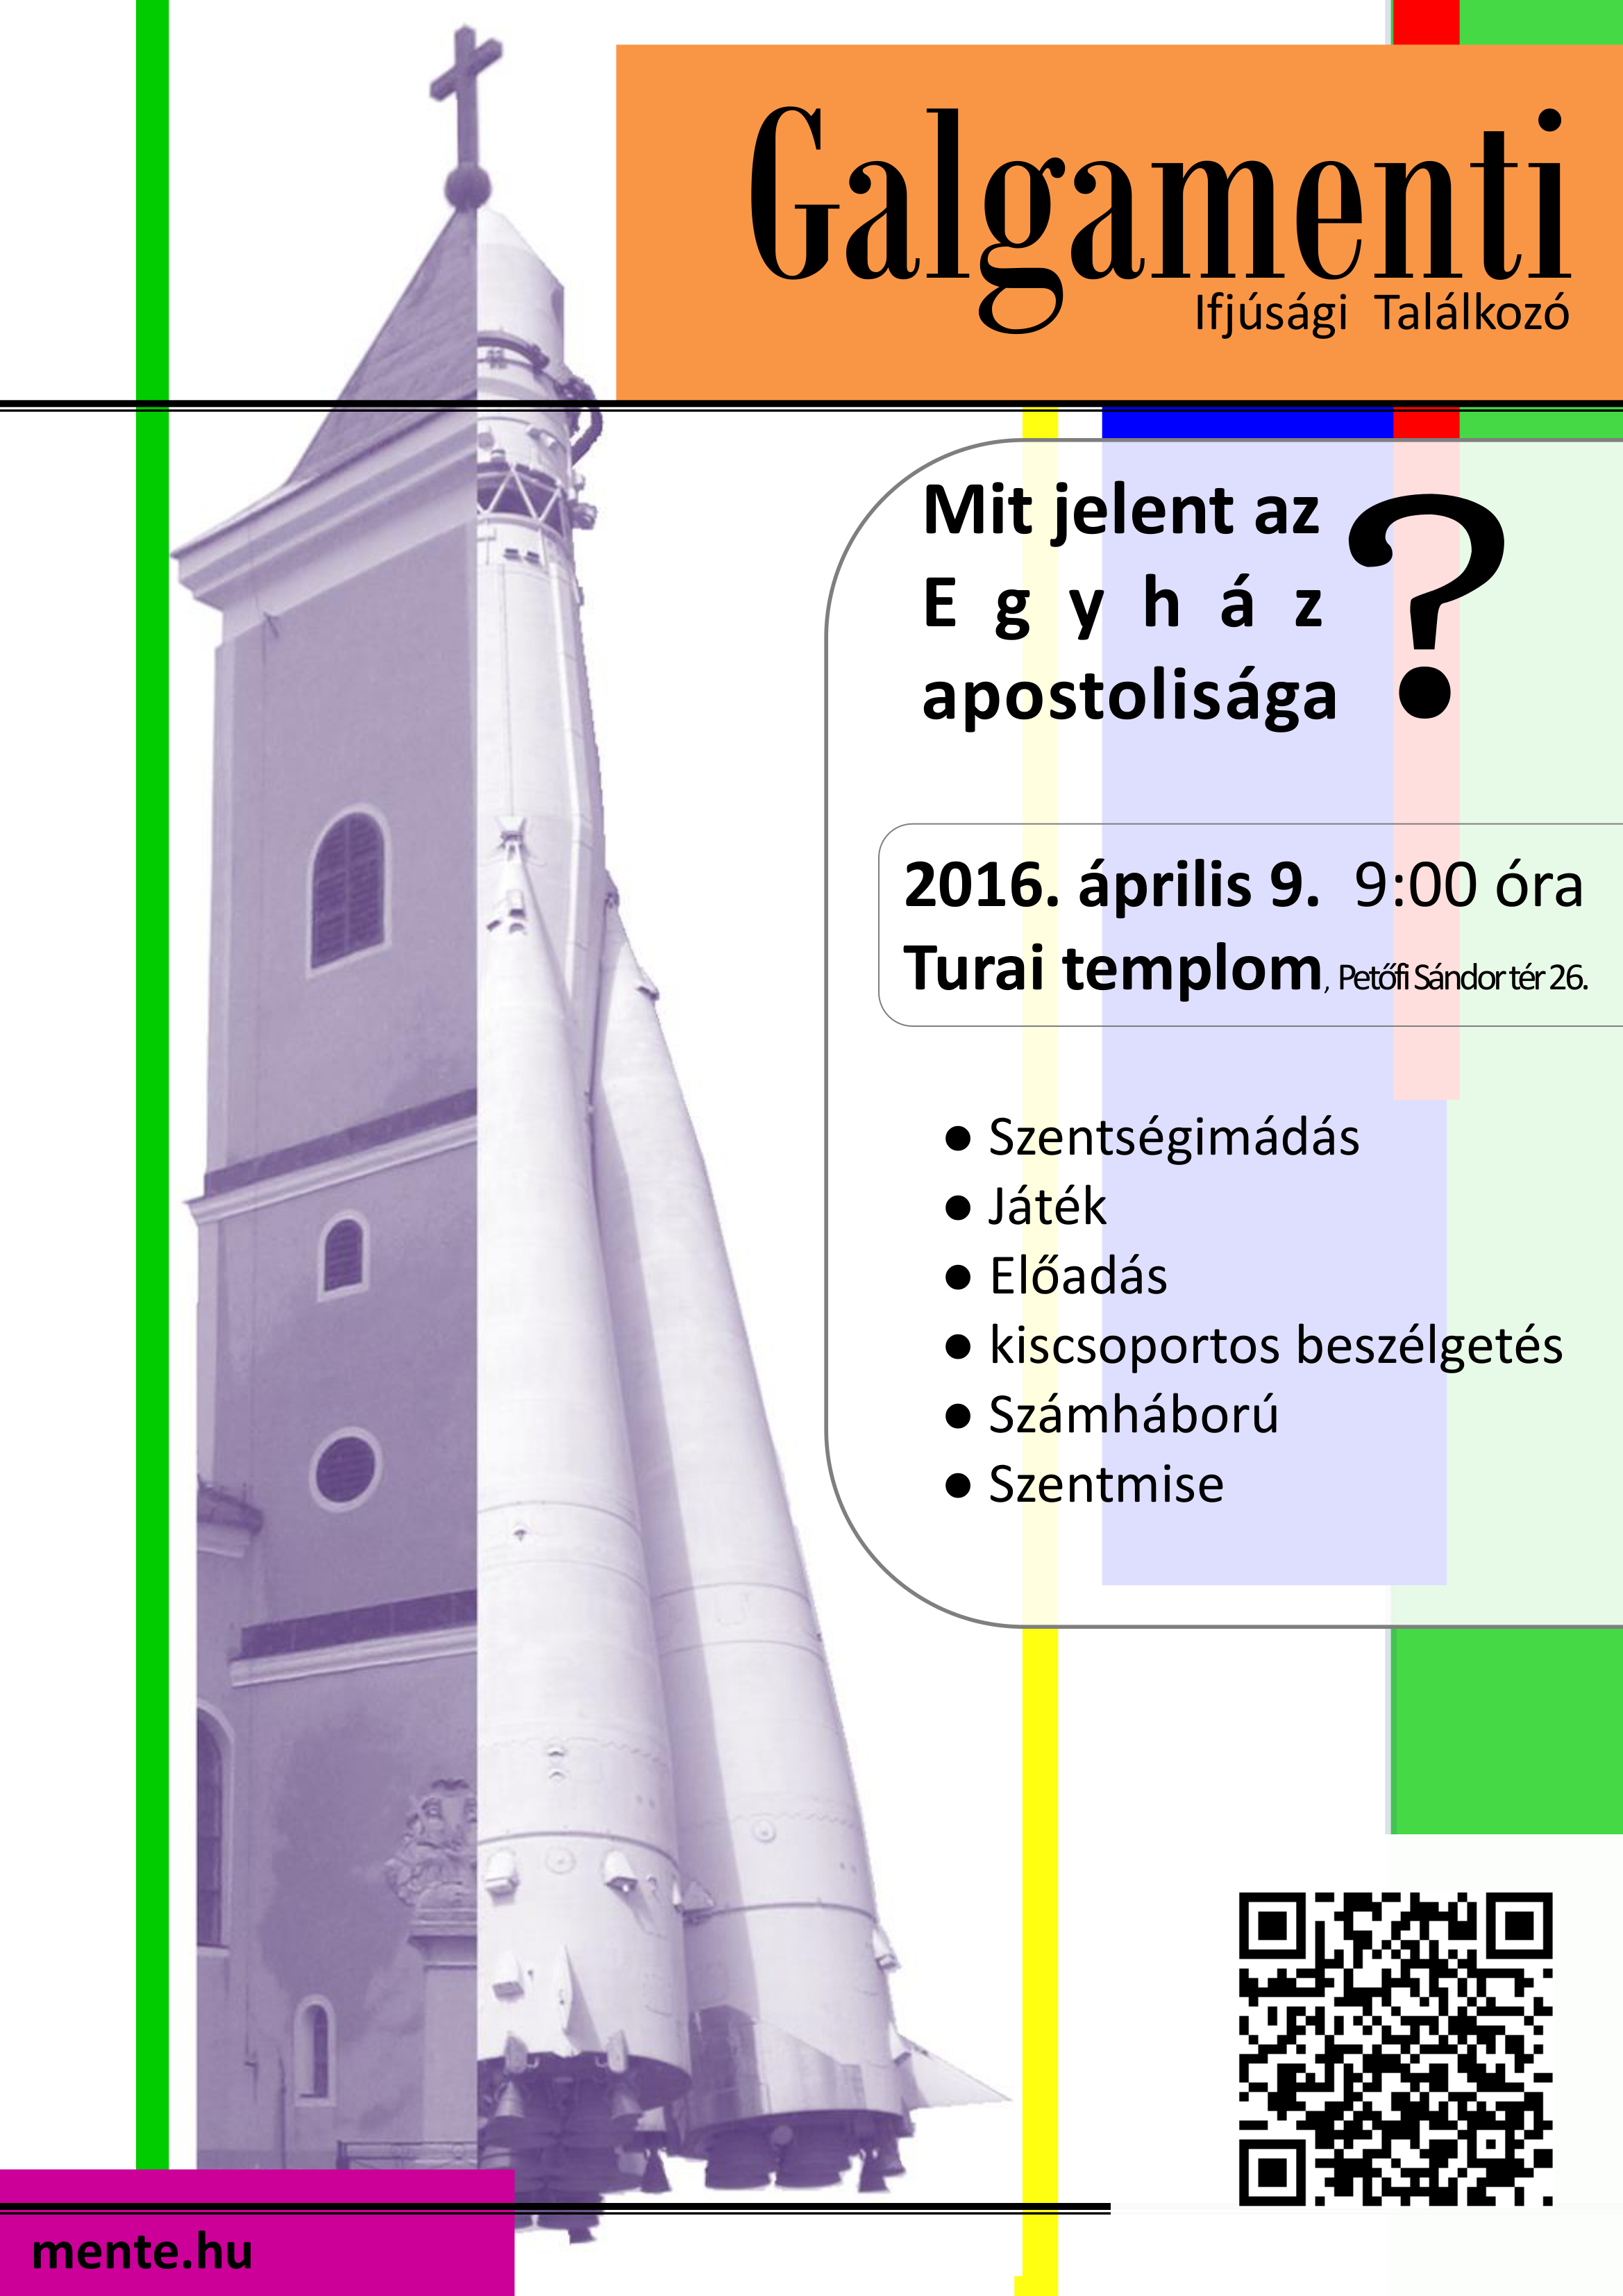 Galgamenti
Ifjúsági Találkozó
Mit jelent az
Egyház
apostolisága
?
2016. április 9. 9:00 óra
Turai templom, Petőfi Sándor tér 26.
● Szentségimádás
● Játék
● Előadás
● kiscsoportos beszélgetés
● Számháború
● Szentmise
mente.hu